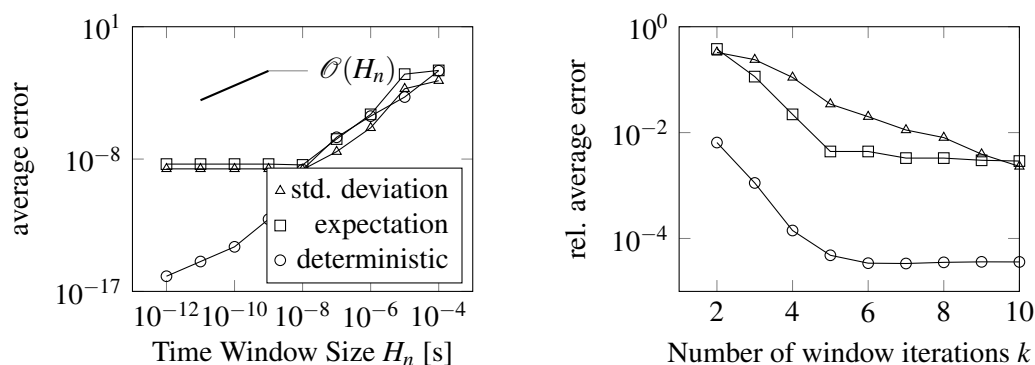 10^1
10^−8
10^−17
average error
𝒪(H_n)
std. deviation
expectation
deterministic
10^−12 10^−10 10^−8 10^−6 10^−4
Time Window Size H_n [s]
10^0
10^−2
10^−4
rel. average error
2 4 6 8 10
Number of window iterations k